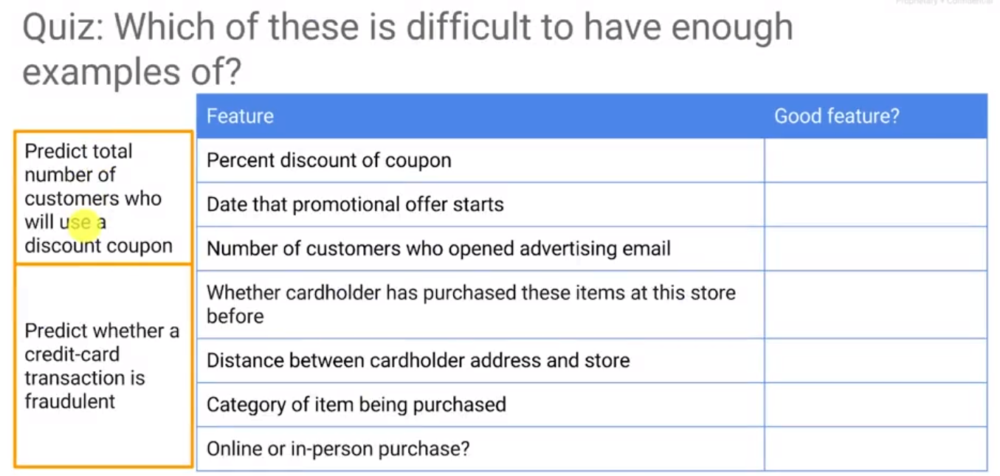 Proprietary + Confidential
Quiz: Which of these is difficult to have enough
examples of?
Feature
Good feature?
Predict total
number of
customers who
will use a
discount coupon
Percent discount of coupon
Date that promotional offer starts
Number of customers who opened advertising email
Predict whether a
credit-card
transaction is
fraudulent
Whether cardholder has purchased these items at this store
before
Distance between cardholder address and store
Category of item being purchased
Online or in-person purchase?